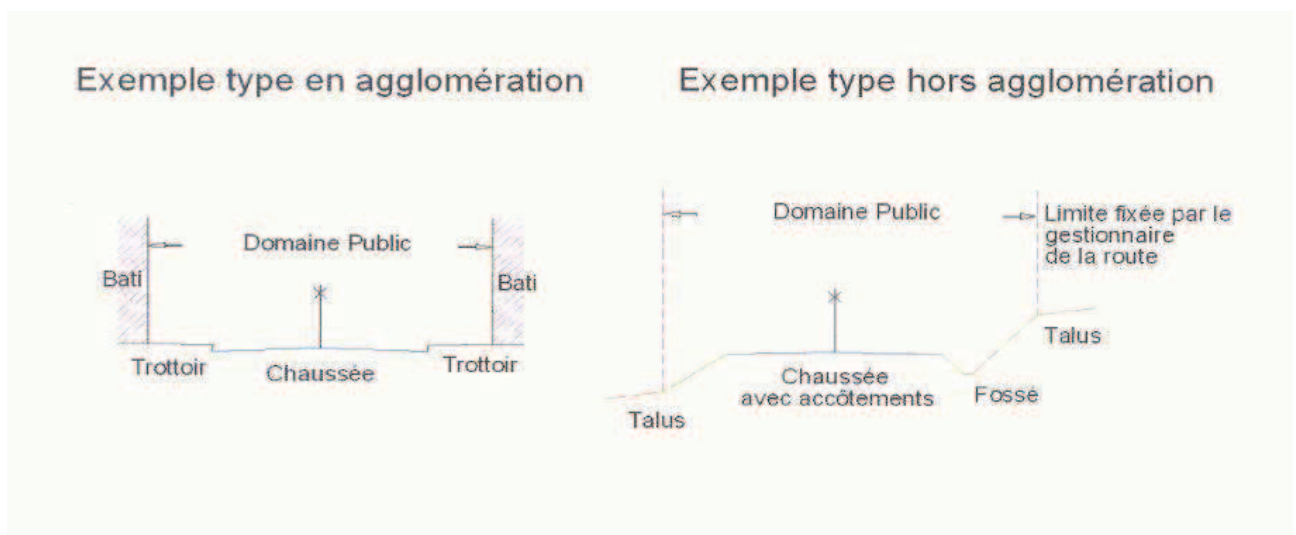 Exemple type en agglomération
Domaine Public
Bati
Bati
Trottoir
Chaussée
Trottoir
Exemple type hors agglomération
Domaine Public
Limite fixée par le
gestionnaire
de la route
Talus
Chaussée
avec accôtements
Fossé
Talus